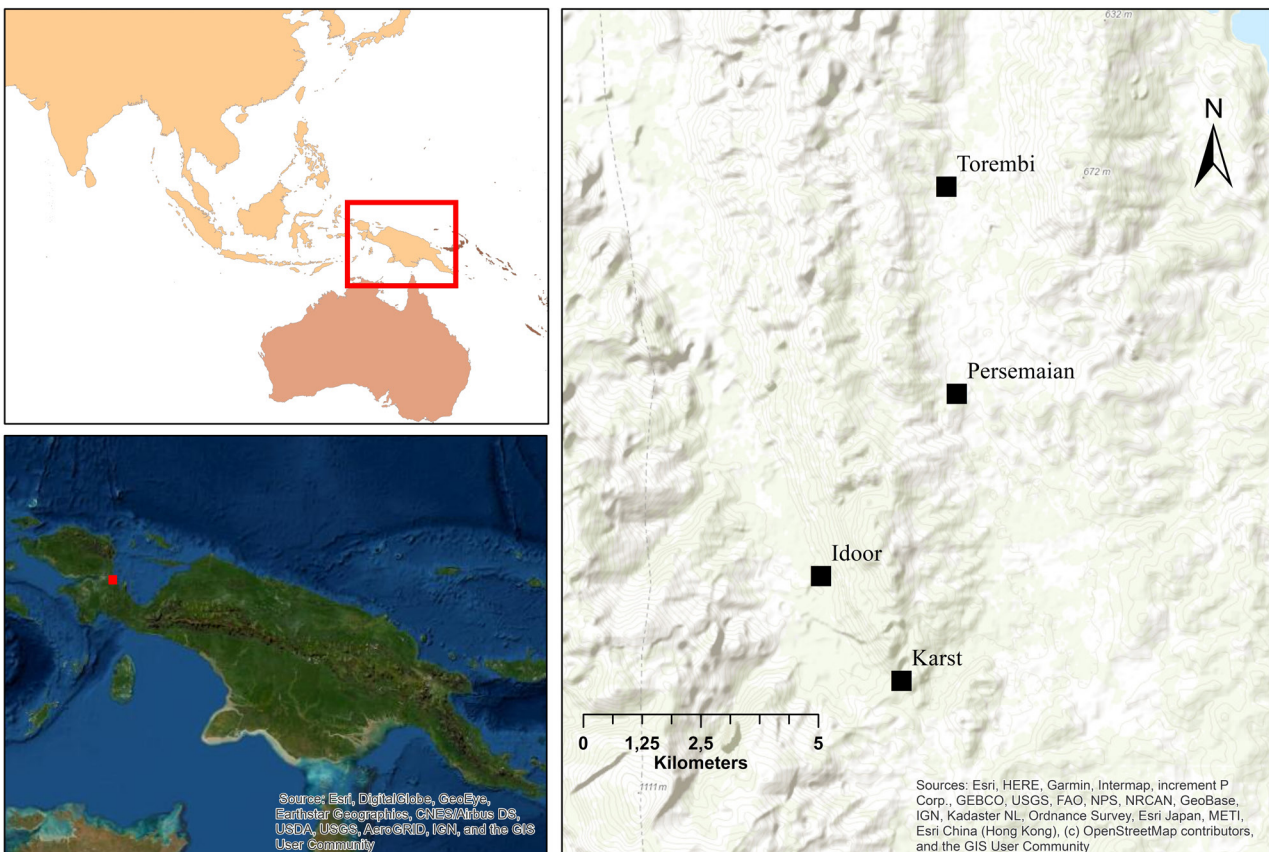 632 m
N
Torembi
672 m
Persemaian
Idoor
Karst
0 1,25 2,5 5
Kilometers
1111 m
Source: Esri, DigitalGlobe, GeoEye,
Earthstar Geographics, CNES/Airbus DS,
USDA, USGS, AeroGRID, IGN, and the GIS
User Community
Sources: Esri, HERE, Garmin, Intermap, increment P
Corp., GEBCO, USGS, FAO, NPS, NRCAN, GeoBase,
IGN, Kadaster NL, Ordnance Survey, Esri Japan, METI,
Esri China (Hong Kong), (c) OpenStreetMap contributors,
and the GIS User Community